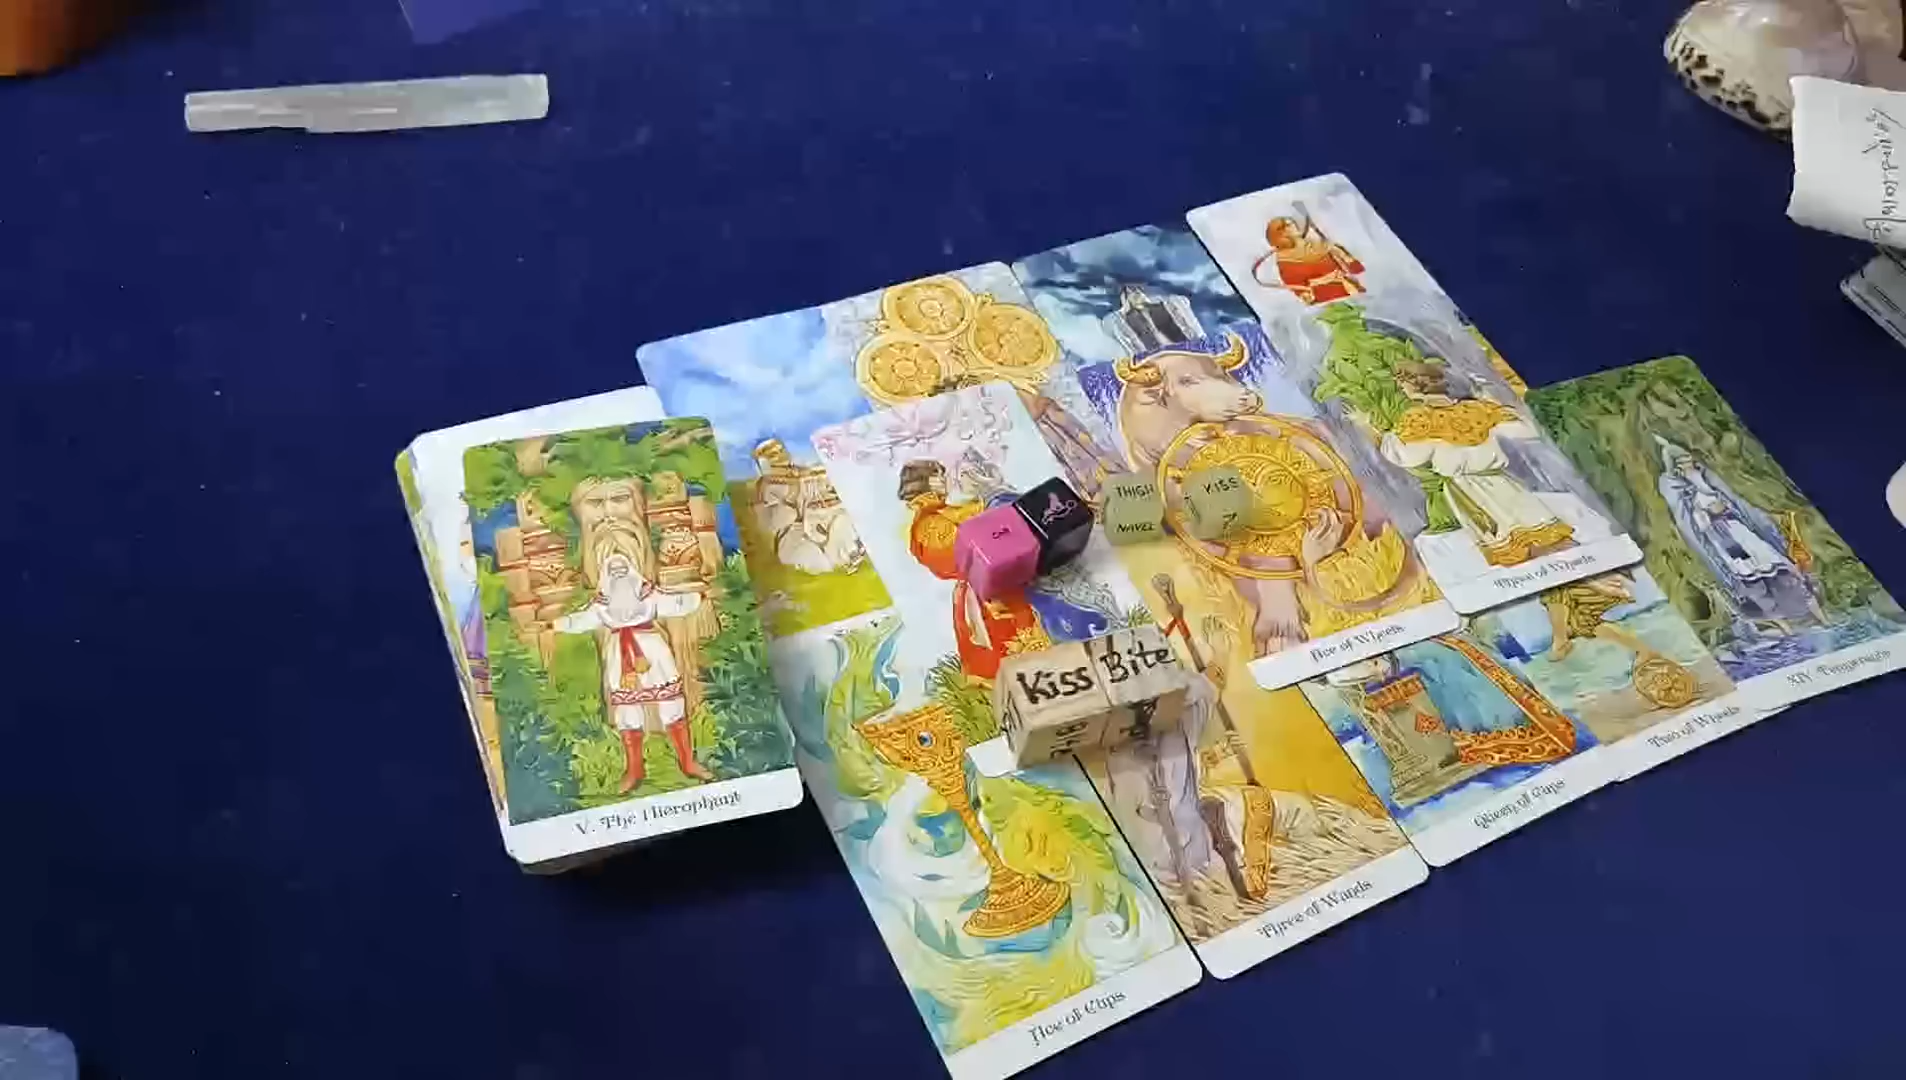 THIGH
NAVEL
KISS
Kiss
Bite
Three of Wheels
Ace of Wheels
XIV. Temperance
Two of Wheels
Queen of Cups
V. The Hierophant
Three of Wands
Ace of Cups